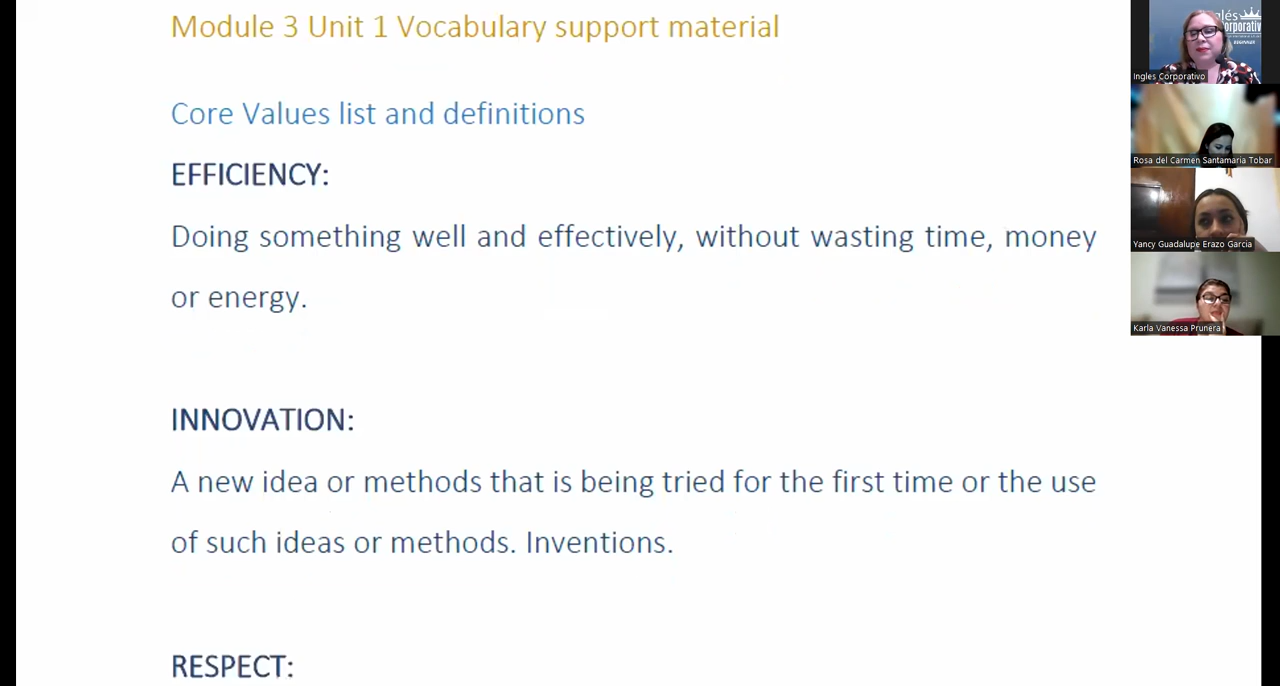 Module 3 Unit 1 Vocabulary support material
Core Values list and definitions
EFFICIENCY:
Doing something well and effectively, without wasting time, money
or energy.
INNOVATION:
A new idea or methods that is being tried for the first time or the use
of such ideas or methods. Inventions.
RESPECT:
Ingles Corporativo
Rosa del Carmen Santamaria Tobar
Yancy Guadalupe Erazo Garcia
Karla Vanessa Prunera